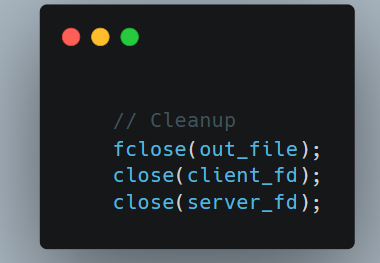 // Cleanup
fclose(out_file);
close(client_fd);
close(server_fd);